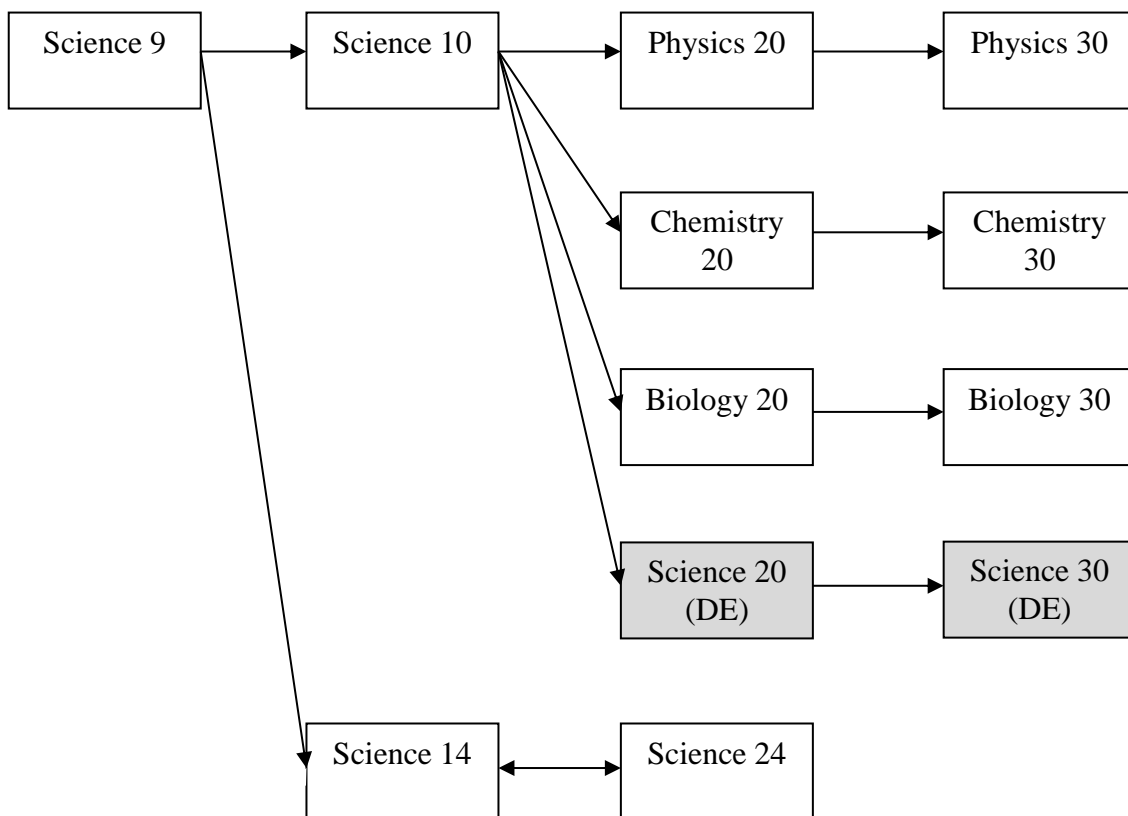 Science 9
Science 10
Physics 20
Physics 30
Chemistry
20
Chemistry
30
Biology 20
Biology 30
Science 20
(DE)
Science 30
(DE)
Science 14
Science 24